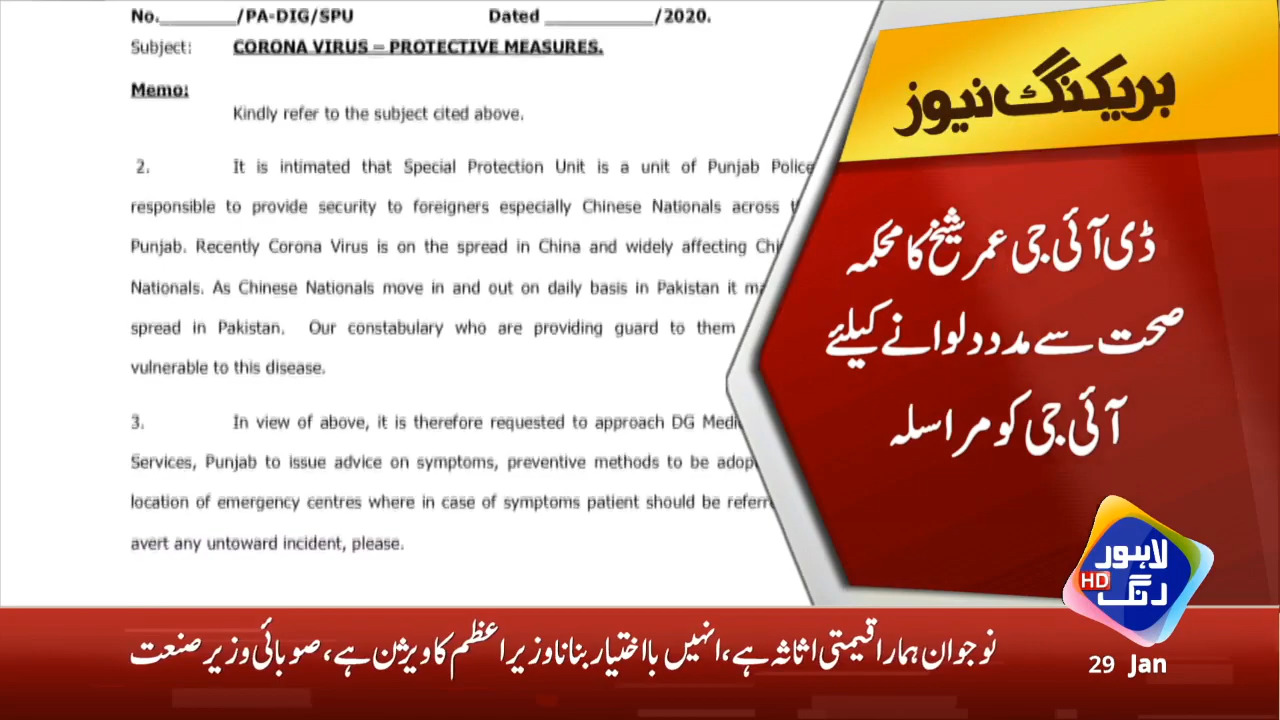 No._______/PA-DIG/SPU Dated __________/2020.
Subject: CORONA VIRUS – PROTECTIVE MEASURES.
Memo:
Kindly refer to the subject cited above.
2. It is intimated that Special Protection Unit is a unit of Punjab Police
responsible to provide security to foreigners especially Chinese Nationals across
Punjab. Recently Corona Virus is on the spread in China and widely affecting
Nationals. As Chinese Nationals move in and out on daily basis in Pakistan it
spread in Pakistan. Our constabulary who are providing guard to them
vulnerable to this disease.
3. In view of above, it is therefore requested to approach DG
Services, Punjab to issue advice on symptoms, preventive methods to be
location of emergency centres where in case of symptoms patient should be
avert any untoward incident, please.
بریکنگ نیوز
ڈی آئی جی عمر شیخ کا محکمہ
صحت سے مدد دلوانے کیلئے
آئی جی کو مراسلہ
لاہور
رنگ HD
نوجوان ہمارا قیمتی اثاثہ ہے، انہیں بااختیار بنانا وزیراعظم کا ویژن ہے، صوبائی وزیر صنعت
29 Jan